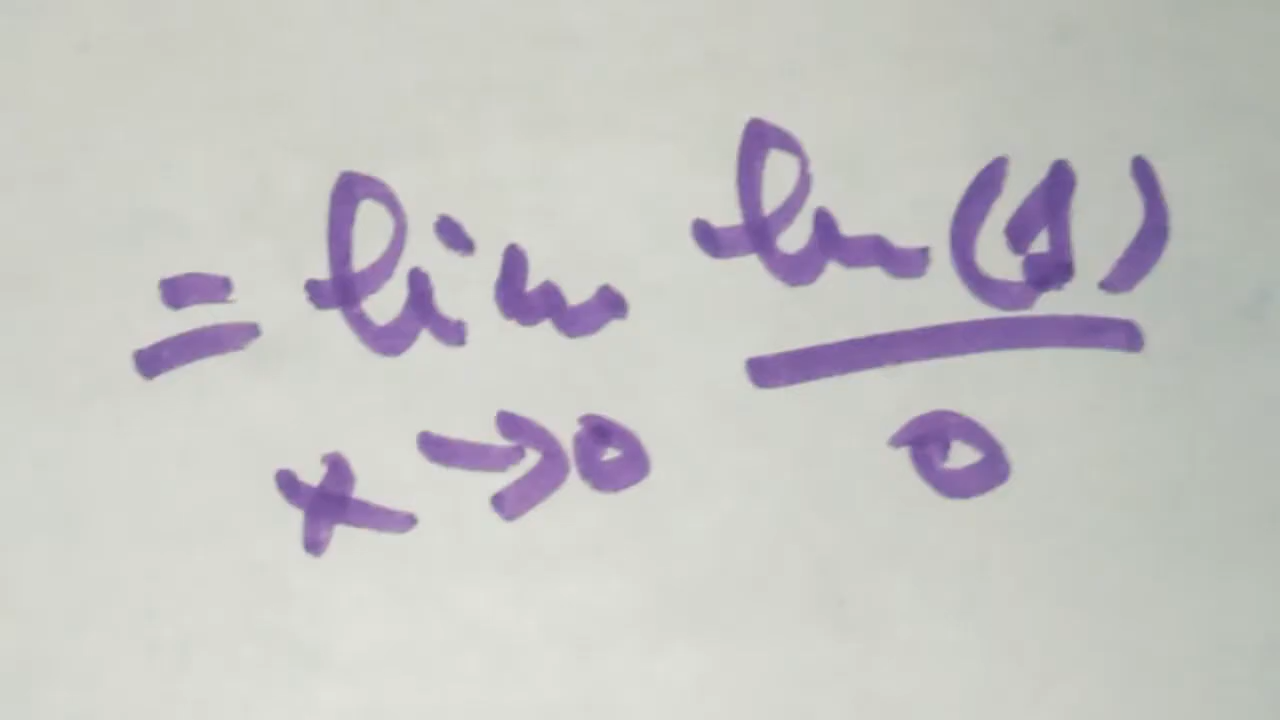 = lim ln(1)
x→0 0